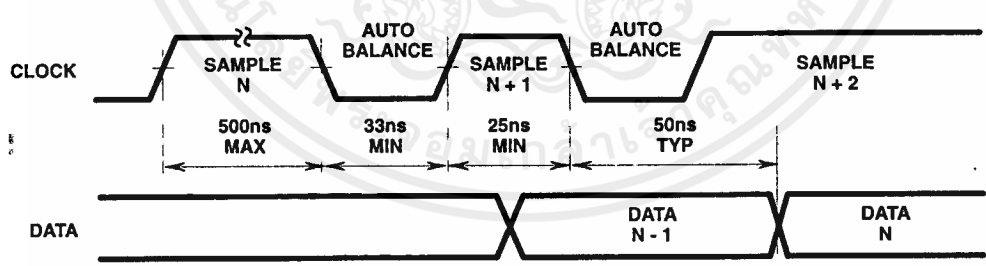 CLOCK
SAMPLE
N
AUTO
BALANCE
SAMPLE
N + 1
AUTO
BALANCE
SAMPLE
N + 2
500ns
MAX
33ns
MIN
25ns
MIN
50ns
TYP
DATA
DATA
N - 1
DATA
N